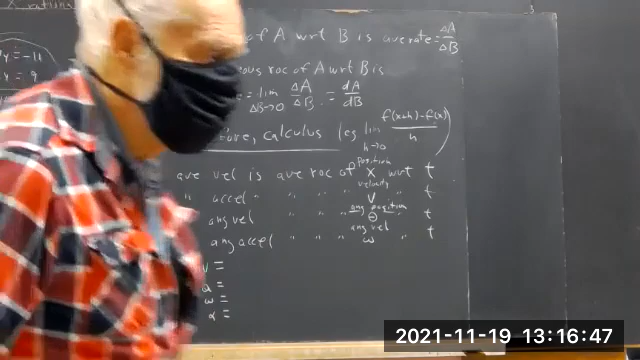 of A wrt B is ave rate = ΔA/ΔB
ous roc of A wrt B is
= lim ΔB→0 ΔA/ΔB = dA/dB
fore, calculus (eg lim h→0 f(x+h)-f(x)/h)
position
ave vel is ave roc of X wrt t
velocity
" accel " " " V " t
ang position
ang vel " " " Θ " t
ang vel
ang accel " " " ω " t
V =
a =
ω =
α =
y = 9
2021-11-19 13:16:47